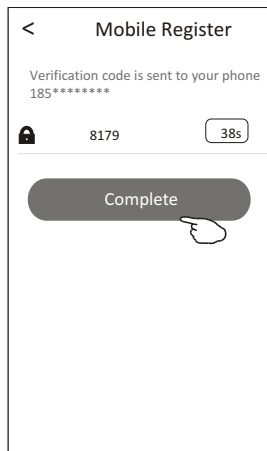 < Mobile Register
Verification code is sent to your phone
185********
8179 38s
Complete